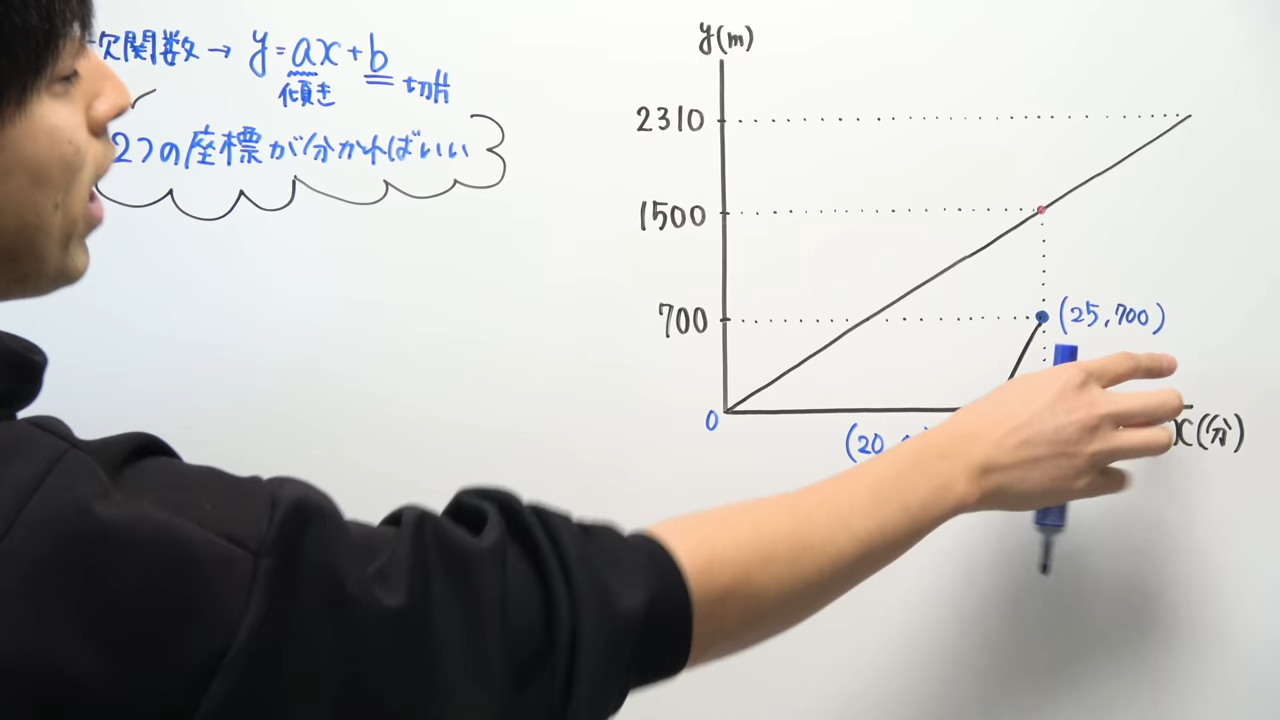 次関数→ y=ax+b
傾き
切片
2つの座標が分かればいい
y(m)
2310
1500
700
(25,700)
0
(20
x(分)